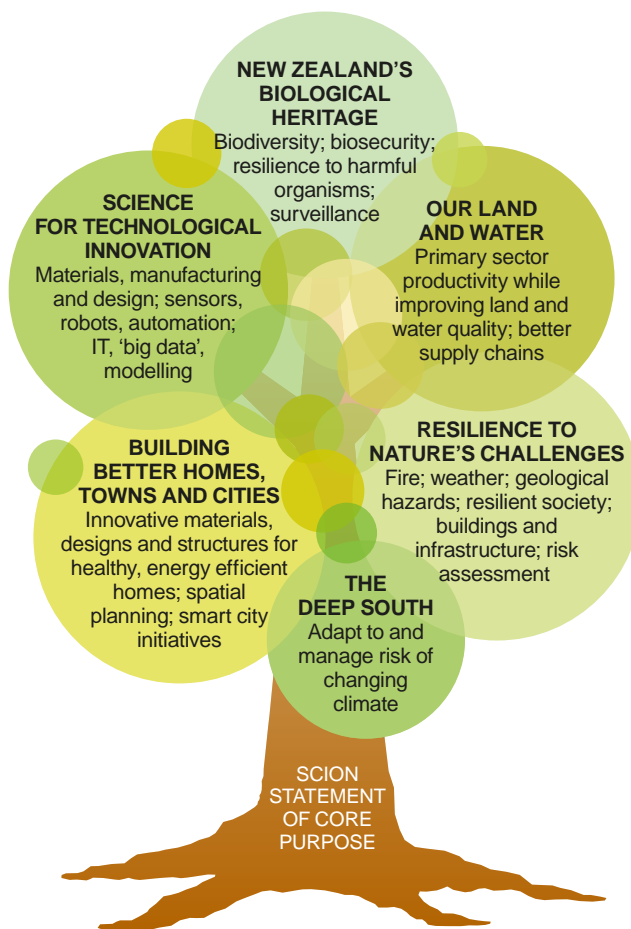 NEW ZEALAND'S
BIOLOGICAL
HERITAGE
Biodiversity; biosecurity;
resilience to harmful
organisms;
surveillance
SCIENCE
FOR TECHNOLOGICAL
INNOVATION
Materials, manufacturing
and design; sensors,
robots, automation;
IT, ‘big data’,
modelling
OUR LAND
AND WATER
Primary sector
productivity while
improving land and
water quality; better
supply chains
BUILDING
BETTER HOMES,
TOWNS AND CITIES
Innovative materials,
designs and structures for
healthy, energy efficient
homes; spatial
planning; smart city
initiatives
RESILIENCE TO
NATURE'S CHALLENGES
Fire; weather; geological
hazards; resilient society;
buildings and
infrastructure; risk
assessment
THE
DEEP SOUTH
Adapt to and
manage risk of
changing
climate
SCION
STATEMENT
OF CORE
PURPOSE